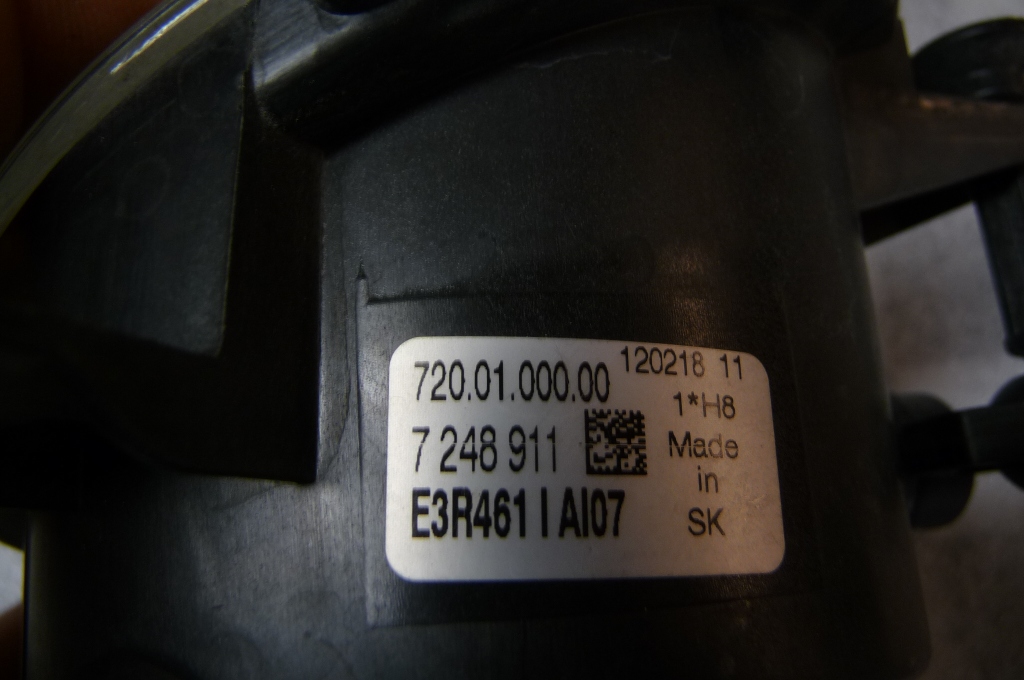 720.01.000.00 120218 11
1*H8
7 248 911 Made
in
E3R461 I AI07 SK